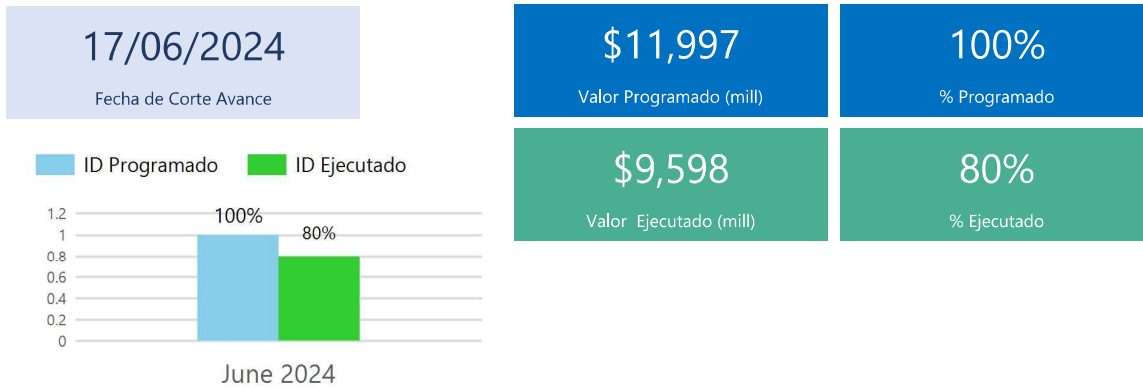 17/06/2024
Fecha de Corte Avance
$11,997
Valor Programado (mill)
100%
% Programado
$9,598
Valor Ejecutado (mill)
80%
% Ejecutado
ID Programado
ID Ejecutado
1.2
1
0.8
0.6
0.4
0.2
0
100%
80%
June 2024